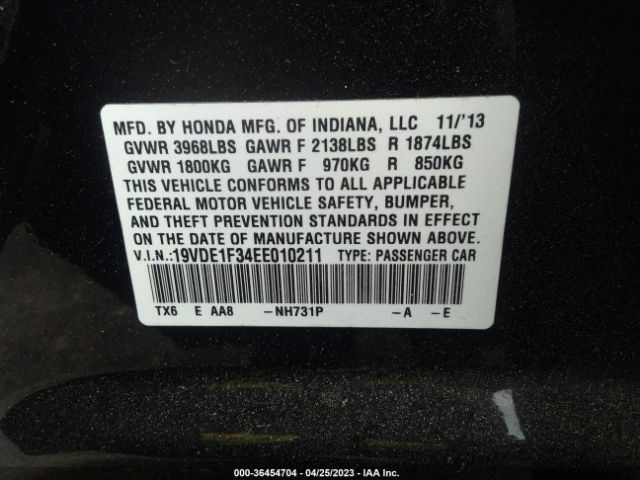 MFD. BY HONDA MFG. OF INDIANA, LLC 11/'13
GVWR 3968LBS GAWR F 2138LBS R 1874LBS
GVWR 1800KG GAWR F 970KG R 850KG
THIS VEHICLE CONFORMS TO ALL APPLICABLE
FEDERAL MOTOR VEHICLE SAFETY, BUMPER,
AND THEFT PREVENTION STANDARDS IN EFFECT
ON THE DATE OF MANUFACTURE SHOWN ABOVE.
V.I.N.:19VDE1F34EE010211 TYPE: PASSENGER CAR
TX6 E AA8 -NH731P -A -E
000-36454704 - 04/25/2023 - IAA Inc.